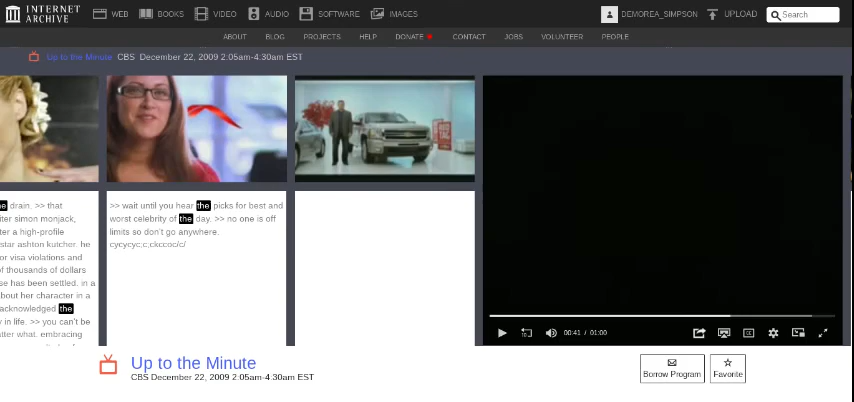 INTERNET ARCHIVE
WEB BOOKS VIDEO AUDIO SOFTWARE IMAGES DEMOREA_SIMPSON UPLOAD Search
ABOUT BLOG PROJECTS HELP DONATE CONTACT JOBS VOLUNTEER PEOPLE
Up to the Minute CBS December 22, 2009 2:05am-4:30am EST
drain. >> that
simon monjack,
ter a high-profile
star ashton kutcher. he
or visa violations and
of thousands of dollars
se has been settled. in a
bout her character in a
acknowledged the
in life. >> you can't be
atter what. embracing
>> wait until you hear the picks for best and
worst celebrity of the day. >> no one is off
limits so don't go anywhere.
cycycyc;c;ckccoc/c/
00:41 / 01:00
Up to the Minute
CBS December 22, 2009 2:05am-4:30am EST
Borrow Program
Favorite